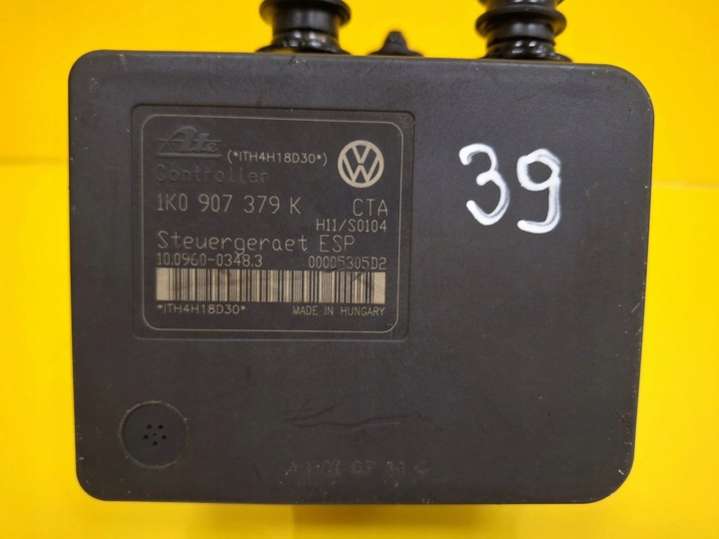 Ate (*ITH4H18D30*)
Controller
1K0 907 379 K CTA
H11/S0104
Steuergeraet ESP
10.0960-0348.3 00005305D2
*ITH4H18D30* MADE IN HUNGARY
39